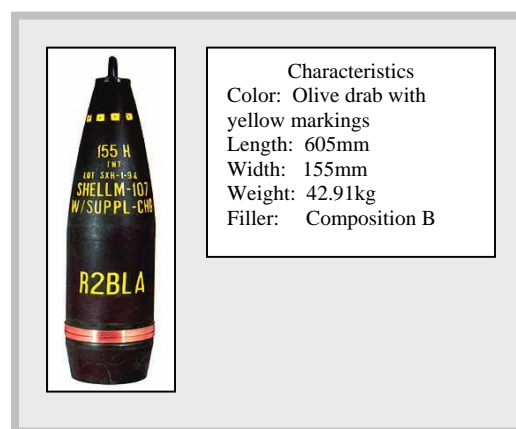 155 H
TNT
LOT SXH-1-94
SHELLM-107
W/SUPPL-CHG
R2BLA
Characteristics
Color: Olive drab with
yellow markings
Length: 605mm
Width: 155mm
Weight: 42.91kg
Filler: Composition B